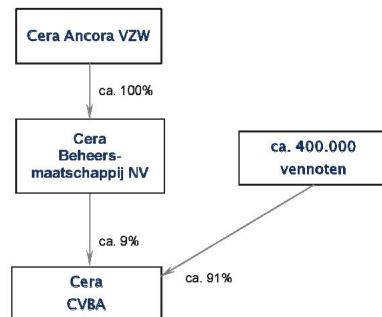 Cera Ancora VZW
ca. 100%
Cera
Beheers-
maatschappij NV
ca. 400.000
vennoten
ca. 9%
ca. 91%
Cera
CVBA